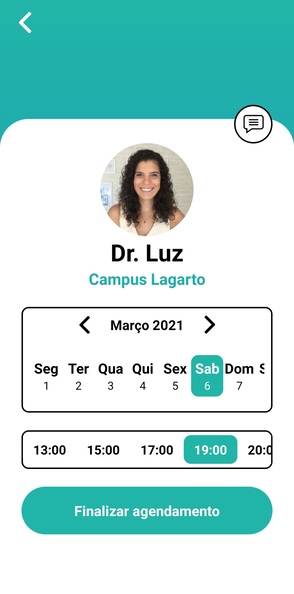 Dr. Luz
Campus Lagarto
Março 2021
Seg Ter Qua Qui Sex Sab Dom S
1 2 3 4 5 6 7
13:00 15:00 17:00 19:00 20:0
Finalizar agendamento